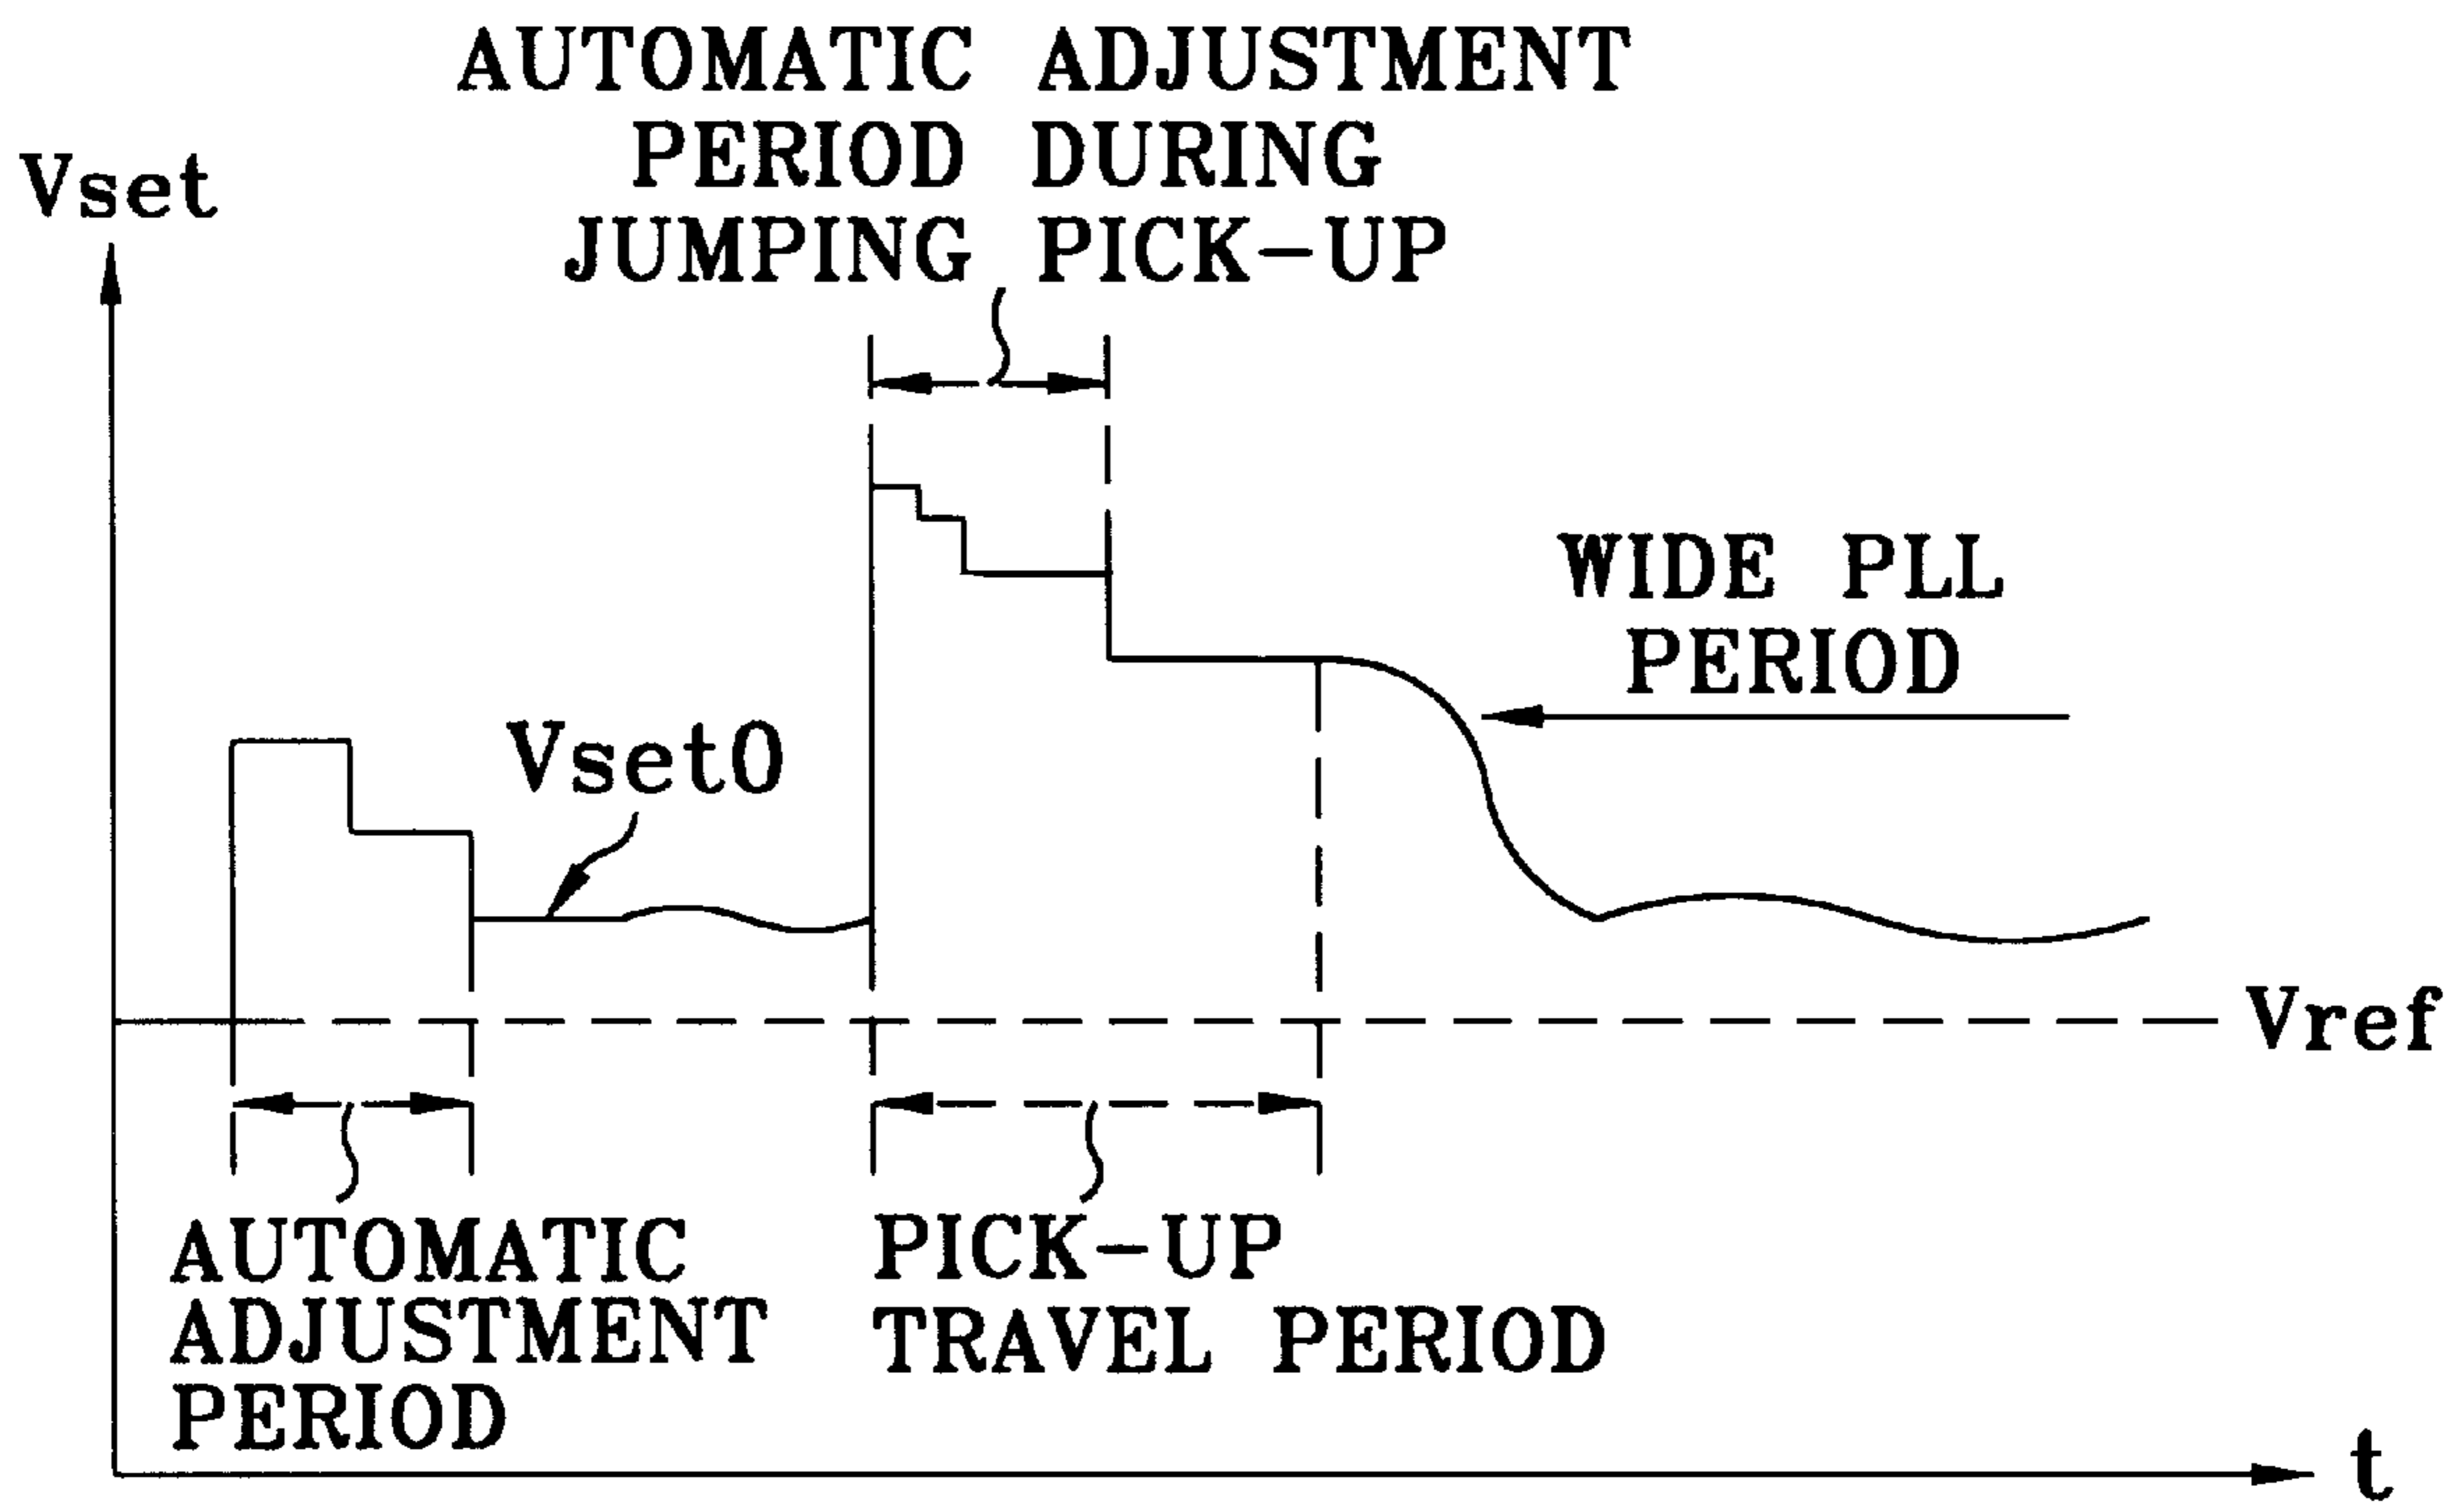 AUTOMATIC ADJUSTMENT
PERIOD DURING
JUMPING PICK-UP
Vset
WIDE PLL
PERIOD
Vset0
Vref
AUTOMATIC
ADJUSTMENT
PERIOD
PICK-UP
TRAVEL PERIOD
t